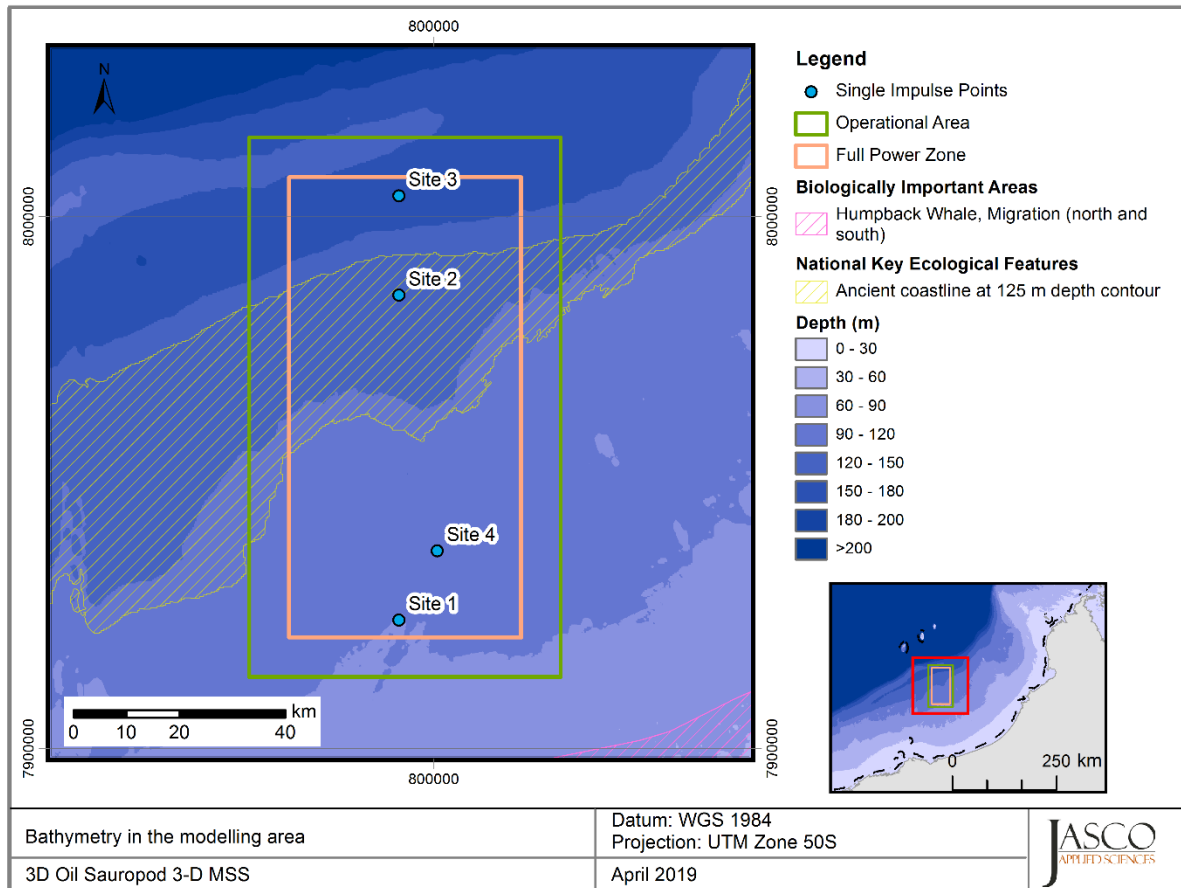 800000
N
8000000
8000000
7900000
7900000
800000
Site 3
Site 2
Site 4
Site 1
km
0 10 20 40
Legend
Single Impulse Points
Operational Area
Full Power Zone
Biologically Important Areas
Humpback Whale, Migration (north and
south)
National Key Ecological Features
Ancient coastline at 125 m depth contour
Depth (m)
0 - 30
30 - 60
60 - 90
90 - 120
120 - 150
150 - 180
180 - 200
>200
0 250 km
Bathymetry in the modelling area
3D Oil Sauropod 3-D MSS
Datum: WGS 1984
Projection: UTM Zone 50S
April 2019
JASCO
APPLIED SCIENCES